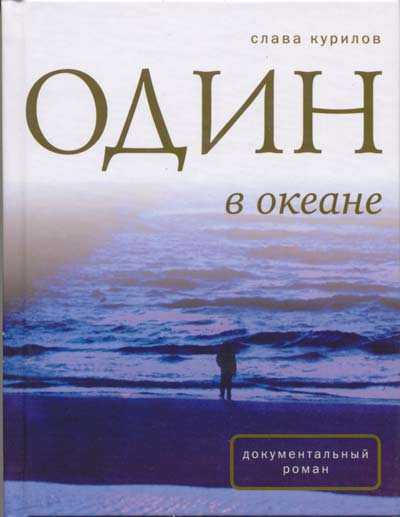 слава курилов
ОДИН
в океане
документальный
роман